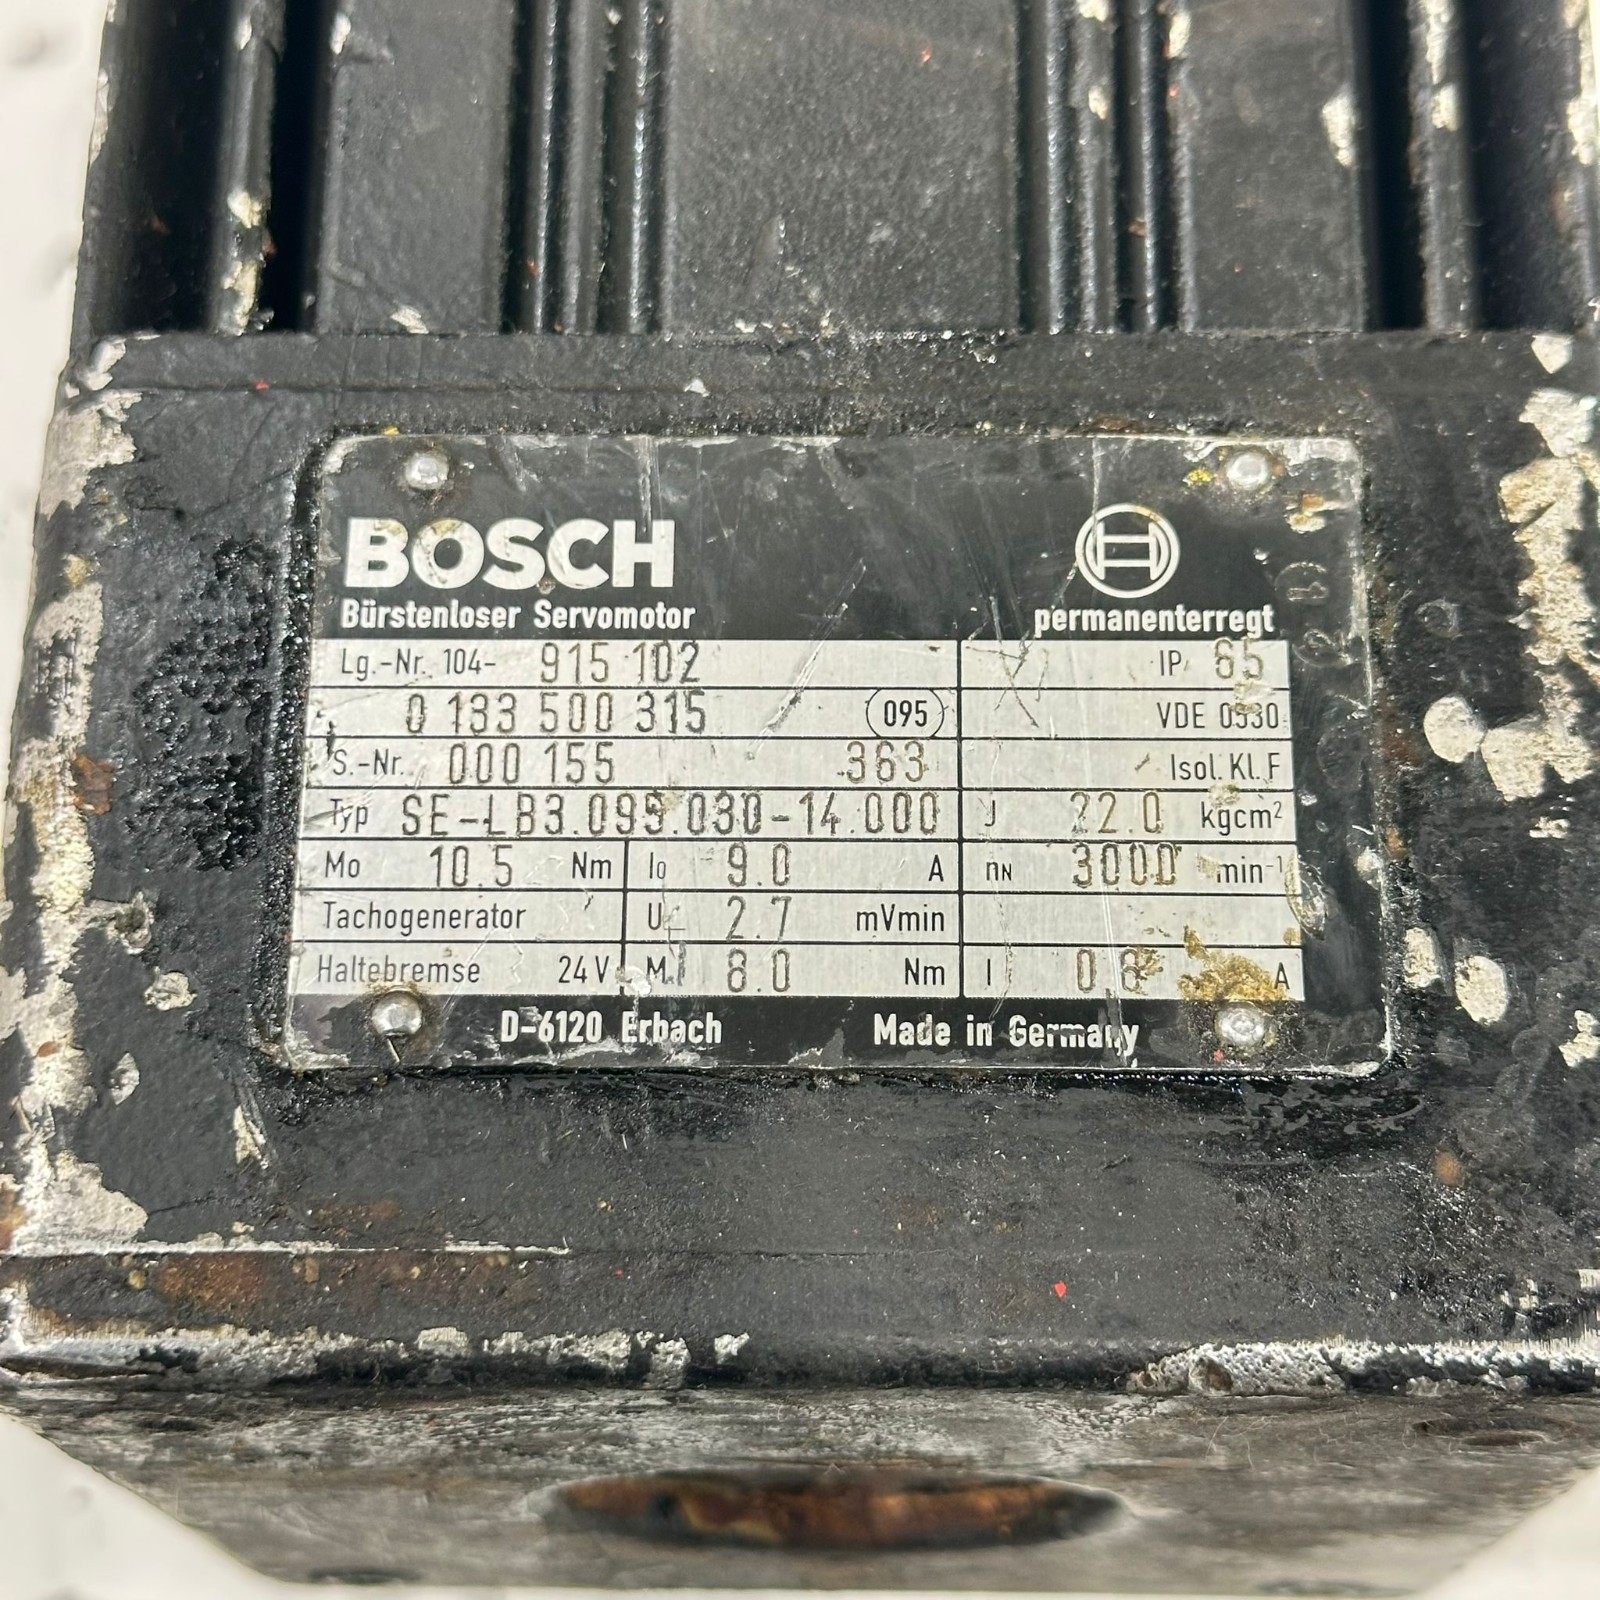 BOSCH
Bürstenloser Servomotor
permanenterregt
Lg.-Nr. 104- 915 102 IP 65
0 133 500 315 095 VDE 0530
S.-Nr. 000 155 363 Isol. Kl. F
Typ SE-LB3.095.030-14.000 J 22.0 kgcm²
Mo 10.5 Nm I0 9.0 A nN 3000 min-1
Tachogenerator U 2.7 mVmin
Haltebremse 24V M 8.0 Nm I 0.8 A
D-6120 Erbach Made in Germany